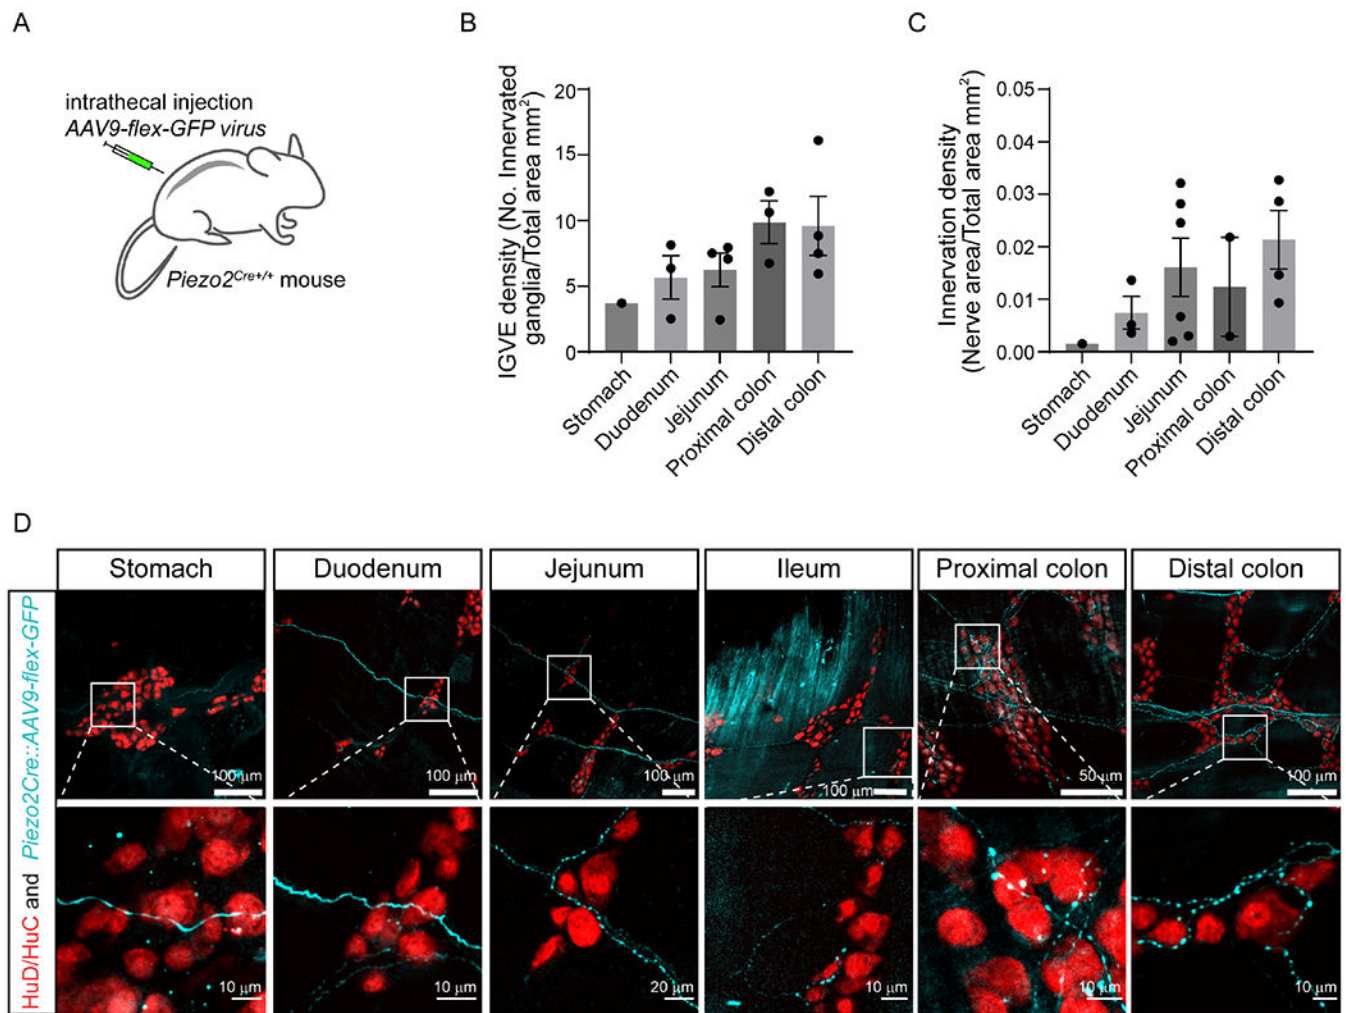 A
intrathecal injection
AAV9-flex-GFP virus
Piezo2Cre+/+ mouse
B
IGVE density (No. Innervated
ganglia/Total area mm2)
20
15
10
5
0
Stomach
Duodenum
Jejunum
Proximal colon
Distal colon
C
Innervation density
(Nerve area/Total area mm2)
0.05
0.04
0.03
0.02
0.01
0.00
Stomach
Duodenum
Jejunum
Proximal colon
Distal colon
D
HuD/HuC and Piezo2Cre::AAV9-flex-GFP
Stomach
Duodenum
Jejunum
Ileum
Proximal colon
Distal colon
100 μm
100 μm
100 μm
100 μm
50 μm
100 μm
10 μm
10 μm
20 μm
10 μm
10 μm
10 μm